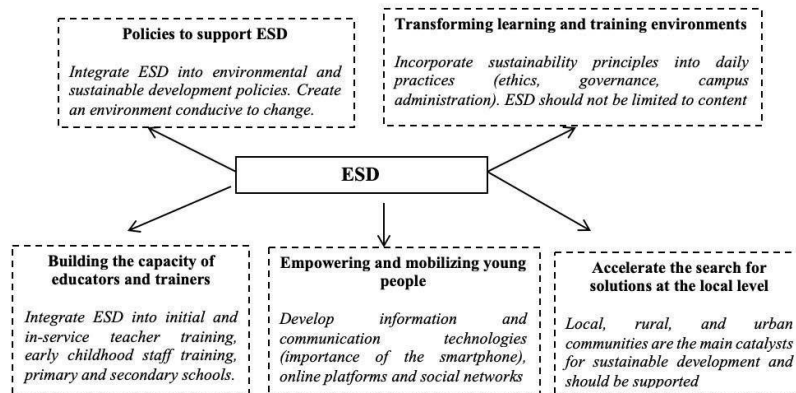 Policies to support ESD
Integrate ESD into environmental and
sustainable development policies. Create
an environment conducive to change.
Transforming learning and training environments
Incorporate sustainability principles into daily
practices (ethics, governance, campus
administration). ESD should not be limited to content
ESD
Building the capacity of
educators and trainers
Integrate ESD into initial and
in-service teacher training,
early childhood staff training,
primary and secondary schools.
Empowering and mobilizing young
people
Develop information and
communication technologies
(importance of the smartphone),
online platforms and social networks
Accelerate the search for
solutions at the local level
Local, rural, and urban
communities are the main catalysts
for sustainable development and
should be supported